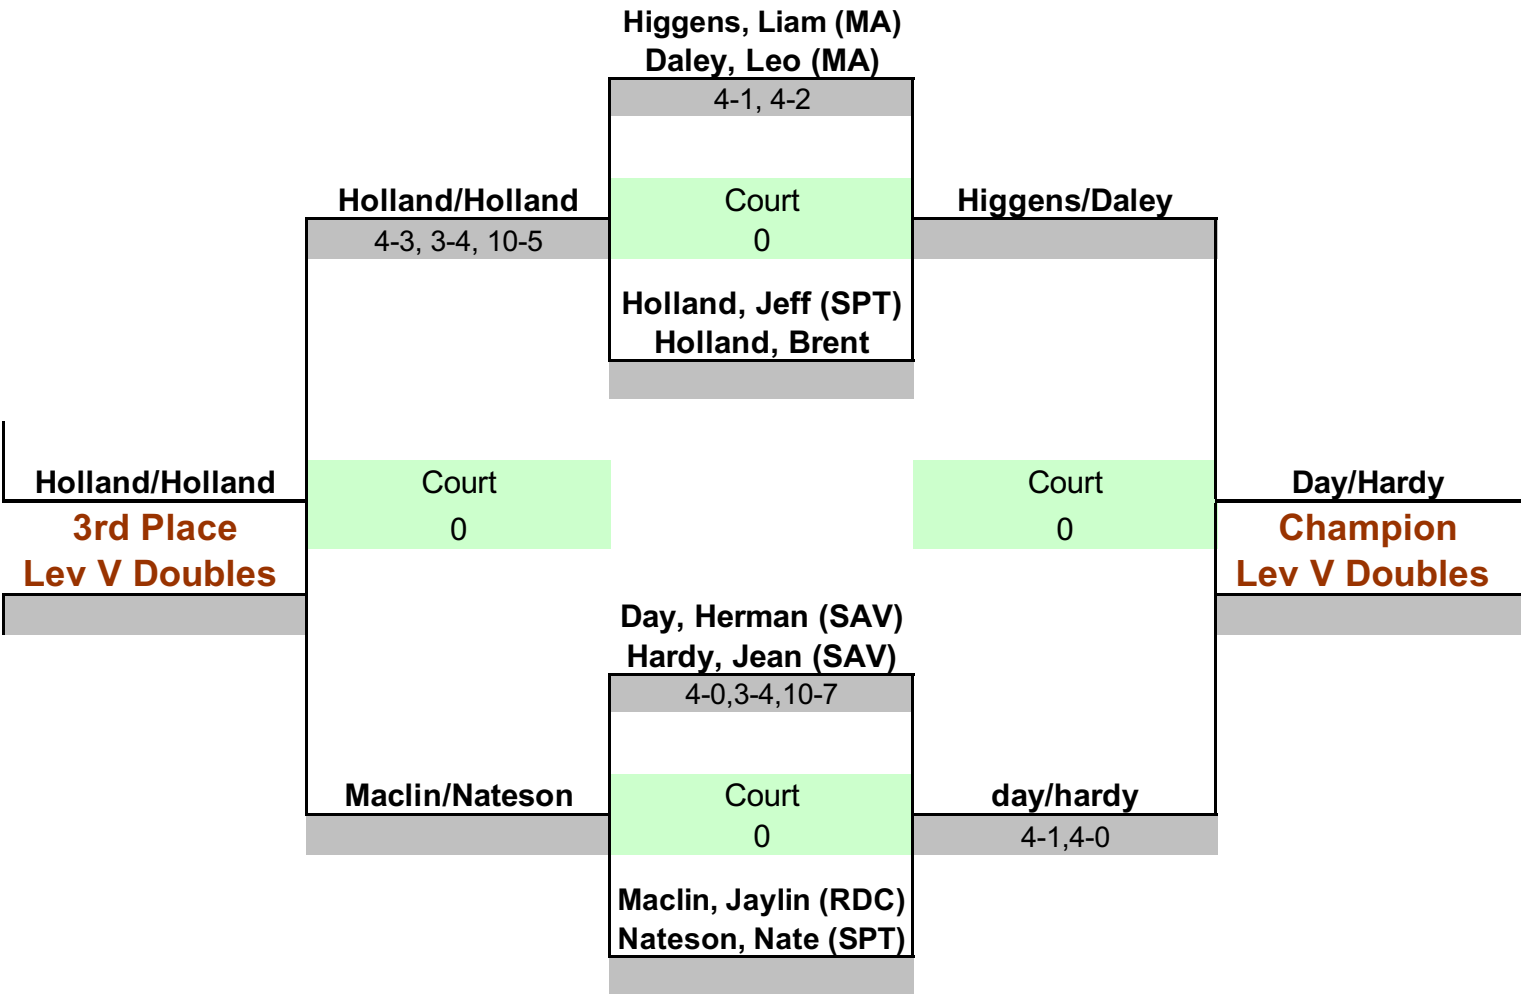 Higgens, Liam (MA)
Daley, Leo (MA)
4-1, 4-2
Holland/Holland
Court
Higgens/Daley
4-3, 3-4, 10-5
0
Holland, Jeff (SPT)
Holland, Brent
Holland/Holland
Court
Court
Day/Hardy
3rd Place
0
0
Champion
Lev V Doubles
Lev V Doubles
Day, Herman (SAV)
Hardy, Jean (SAV)
4-0,3-4,10-7
Maclin/Nateson
Court
day/hardy
0
4-1,4-0
Maclin, Jaylin (RDC)
Nateson, Nate (SPT)